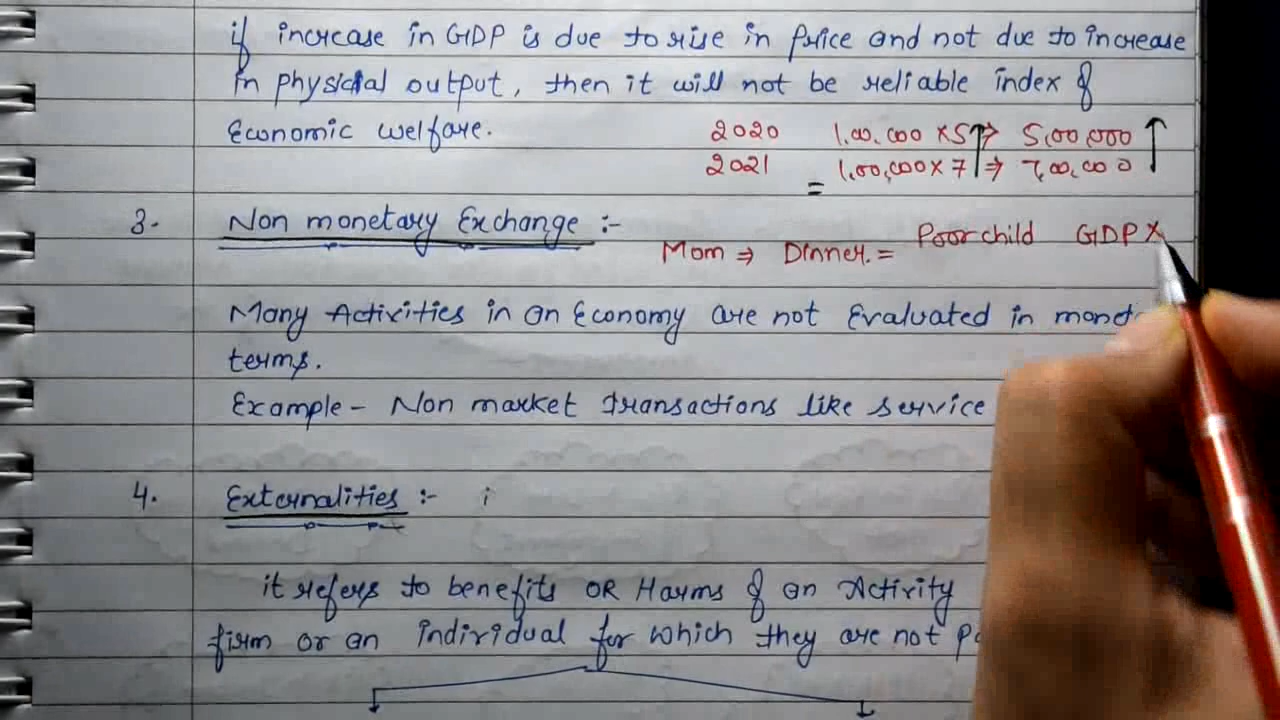 if increase in GDP is due to rise in price and not due to increase
in physicial output, then it will not be reliable index of
Economic welfare.
2020 1,00,000 x 5 ⇒ 5,00,000
2021 = 1,00,000 x 7 ⇒ 7,00,000
3. Non monetary Exchange :-
Mom ⇒ Dinner. = Poor child GDP X
Many Activities in an Economy are not Evaluated in
terms.
Example - Non market transactions like service
4. Externalities :- i
it refers to benefits OR Harms of an Activity
firm or an individual for which they are not